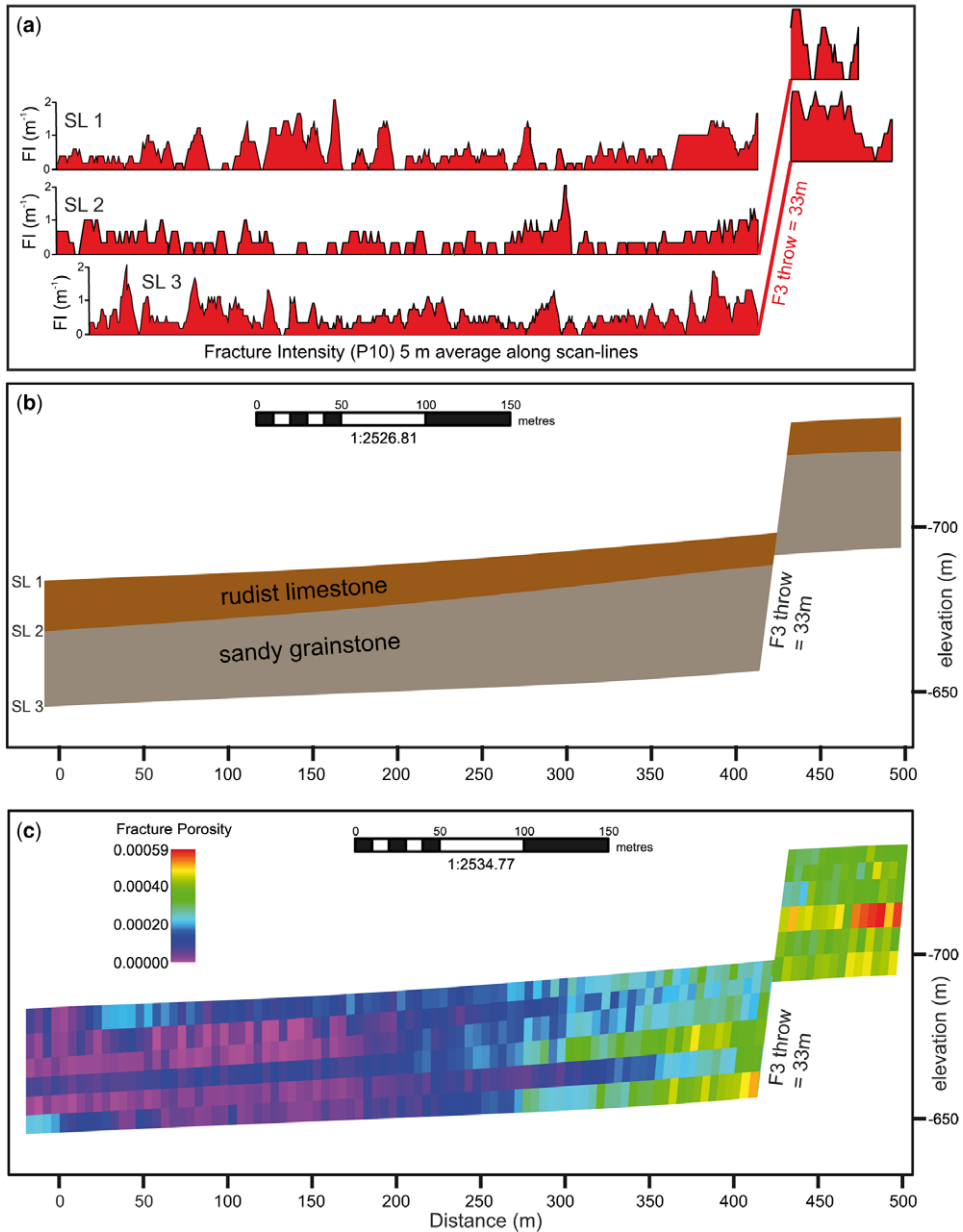 (a)
SL 1
FI (m-1)
2
1
0
SL 2
FI (m-1)
2
1
0
SL 3
FI (m-1)
2
1
0
F3 throw = 33m
Fracture Intensity (P10) 5 m average along scan-lines
(b)
0 50 100 150
metres
1:2526.81
SL 1
SL 2
SL 3
rudist limestone
sandy grainstone
F3 throw
= 33m
-700
-650
elevation (m)
0 50 100 150 200 250 300 350 400 450 500
(c)
Fracture Porosity
0.00059
0.00040
0.00020
0.00000
0 50 100 150
metres
1:2534.77
F3 throw
= 33m
-700
-650
elevation (m)
0 50 100 150 200 250 300 350 400 450 500
Distance (m)